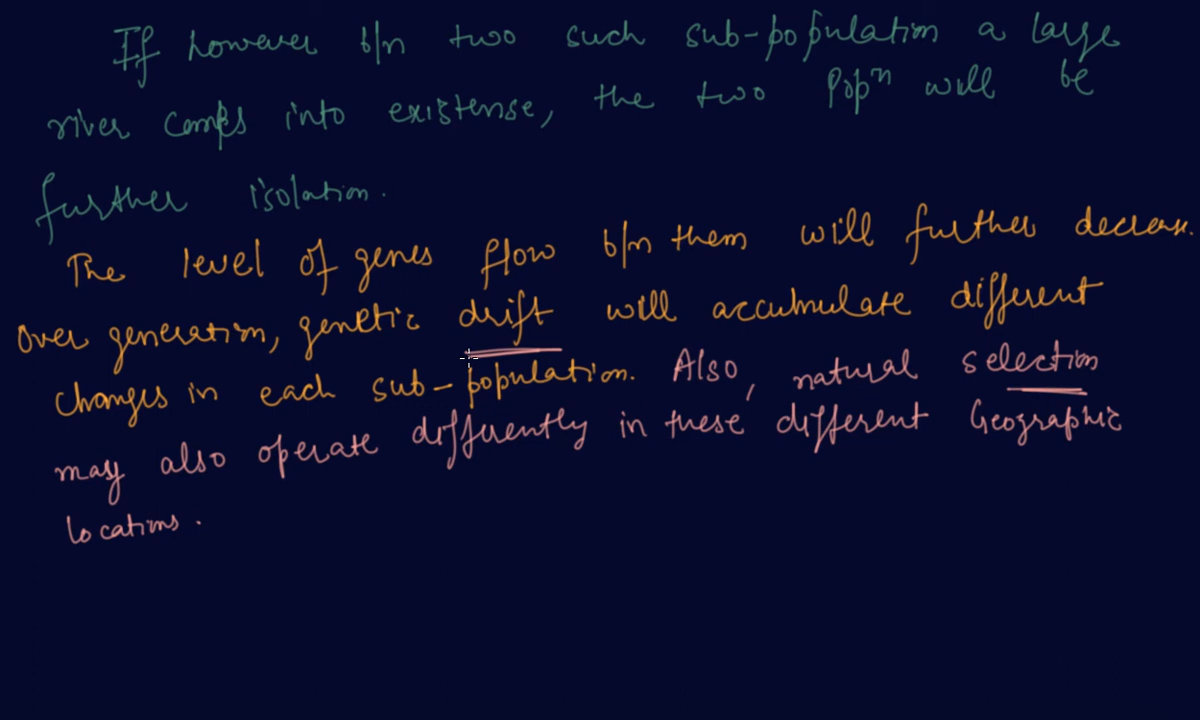 If however b/n two such sub-population a large
river comes into existense, the two Popⁿ will be
further isolation.
The level of genes flow b/n them will further decrease.
Over generation, genetic drift will accumulate different
changes in each sub-population. Also, natural selection
may also operate differently in these different Geographic
locations.